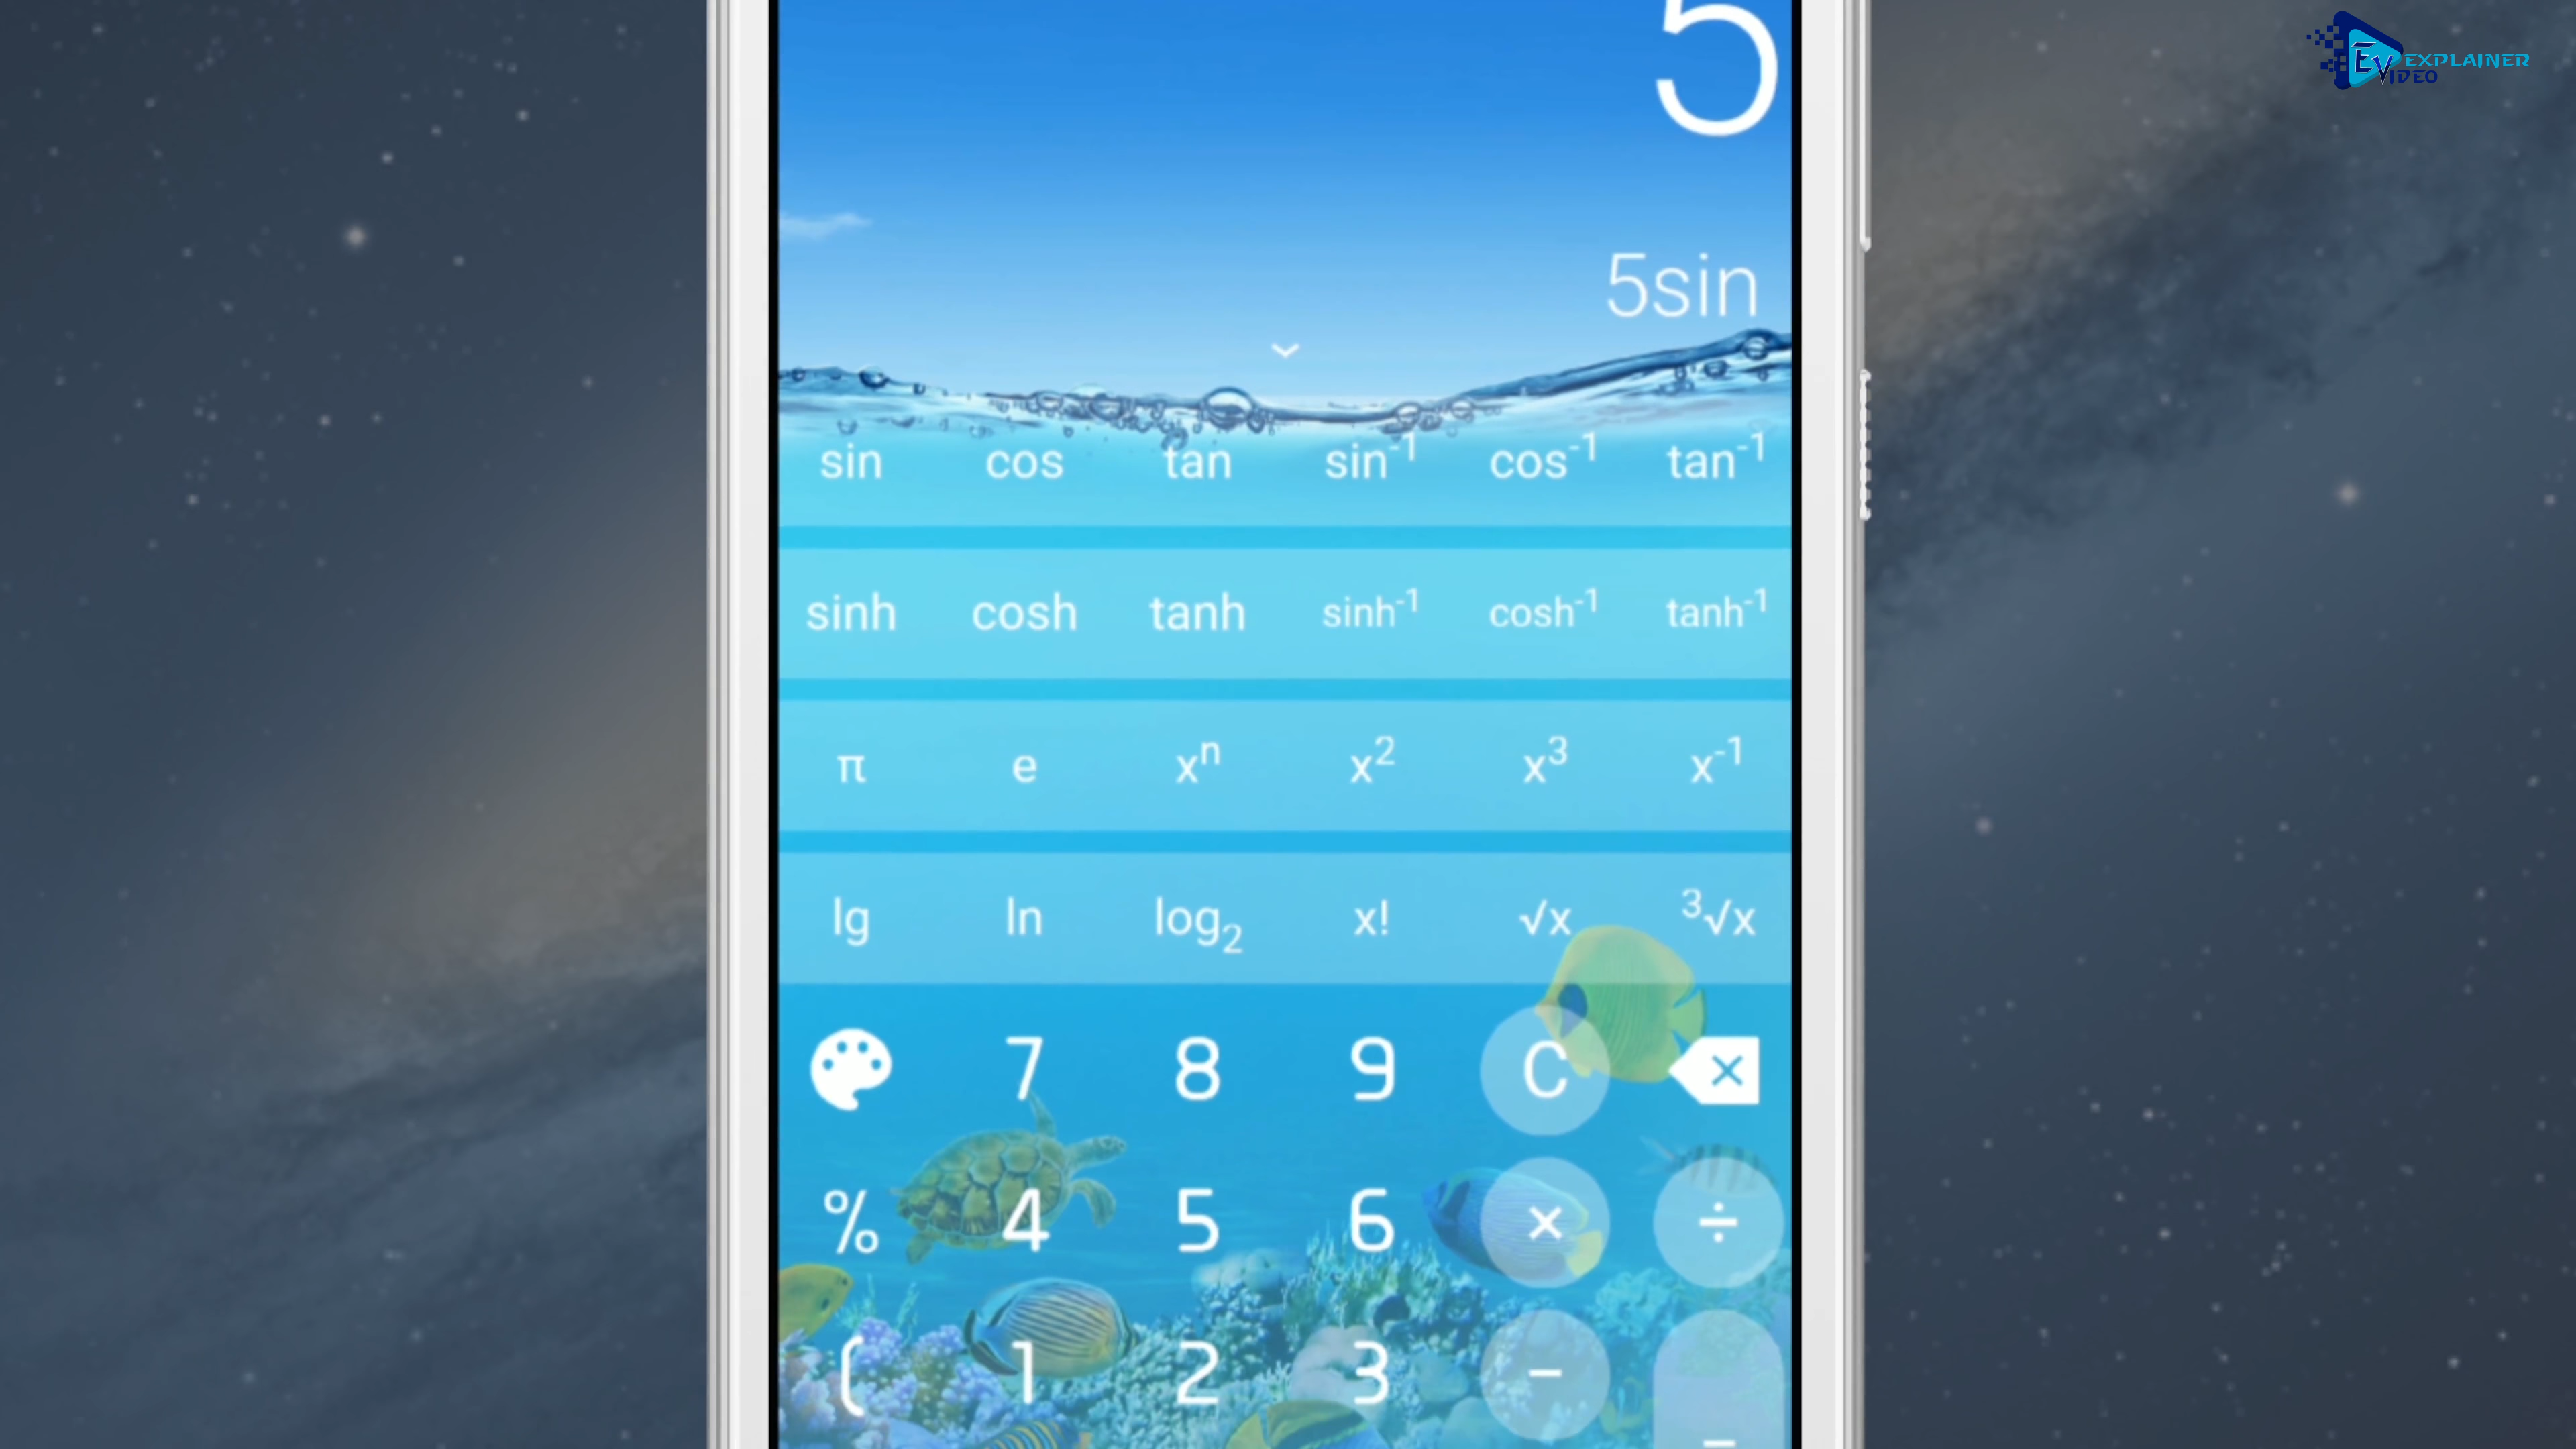 EV EXPLAINER
VIDEO
5
5sin
sin cos tan sin⁻¹ cos⁻¹ tan⁻¹
sinh cosh tanh sinh⁻¹ cosh⁻¹ tanh⁻¹
π e xⁿ x² x³ x⁻¹
lg ln log₂ x! √x ³√x
7 8 9 C
% 4 5 6 × ÷
( 1 2 3 −